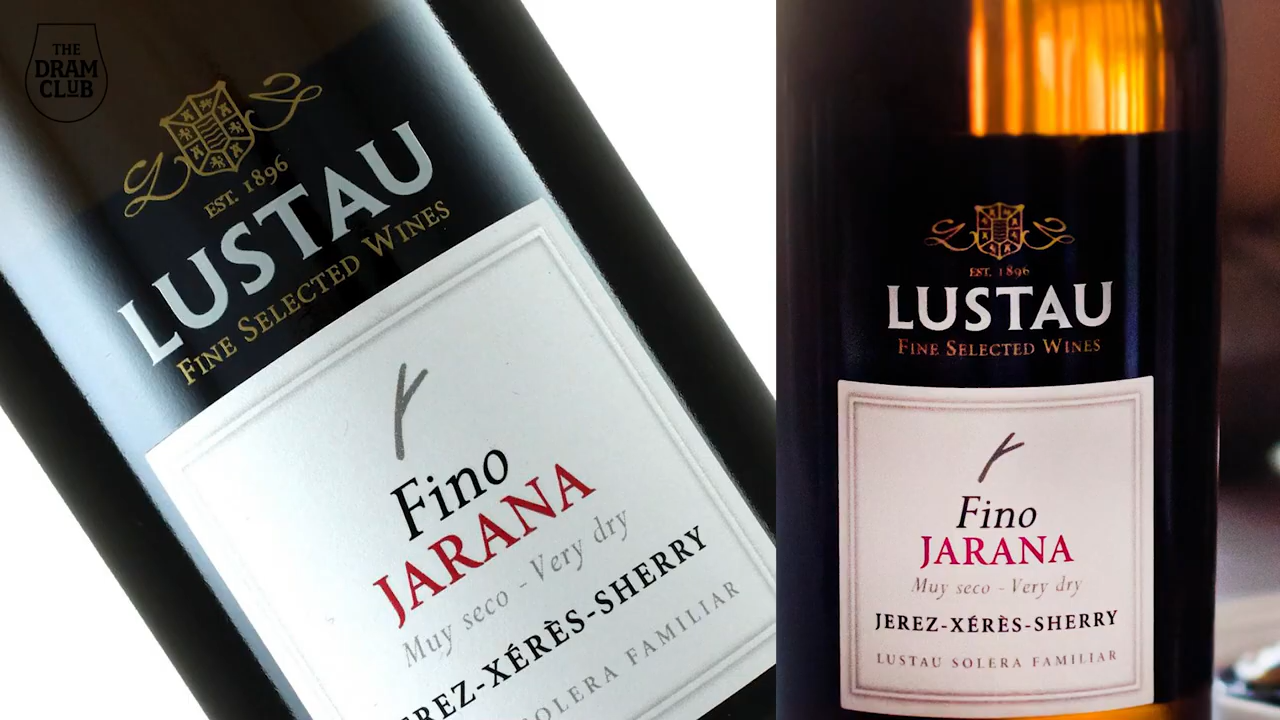 THE
DRAM
CLUB
EST. 1896
LUSTAU
FINE SELECTED WINES
Fino
JARANA
Muy seco - Very dry
REZ-XÉRÈS-SHERRY
SOLERA FAMILIAR
EST. 1896
LUSTAU
FINE SELECTED WINES
Fino
JARANA
Muy seco - Very dry
JEREZ-XÉRÈS-SHERRY
LUSTAU SOLERA FAMILIAR